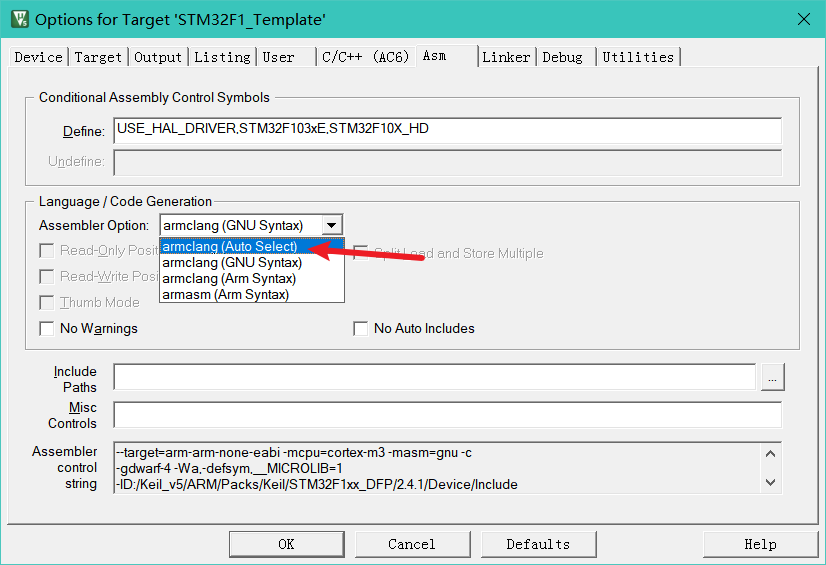 Options for Target 'STM32F1_Template'
Device Target Output Listing User C/C++ (AC6) Asm Linker Debug Utilities
Conditional Assembly Control Symbols
Define: USE_HAL_DRIVER,STM32F103xE,STM32F10X_HD
Undefine:
Language / Code Generation
Assembler Option: armclang (GNU Syntax)
armclang (Auto Select)
armclang (GNU Syntax)
armclang (Arm Syntax)
armasm (Arm Syntax)
Read-Only Posit
Split Load and Store Multiple
Read-Write Posi
Thumb Mode
No Warnings No Auto Includes
Include
Paths
...
Misc
Controls
Assembler
control
string
--target=arm-arm-none-eabi -mcpu=cortex-m3 -masm=gnu -c
-gdwarf-4 -Wa,-defsym,__MICROLIB=1
-ID:/Keil_v5/ARM/Packs/Keil/STM32F1xx_DFP/2.4.1/Device/Include
OK Cancel Defaults Help